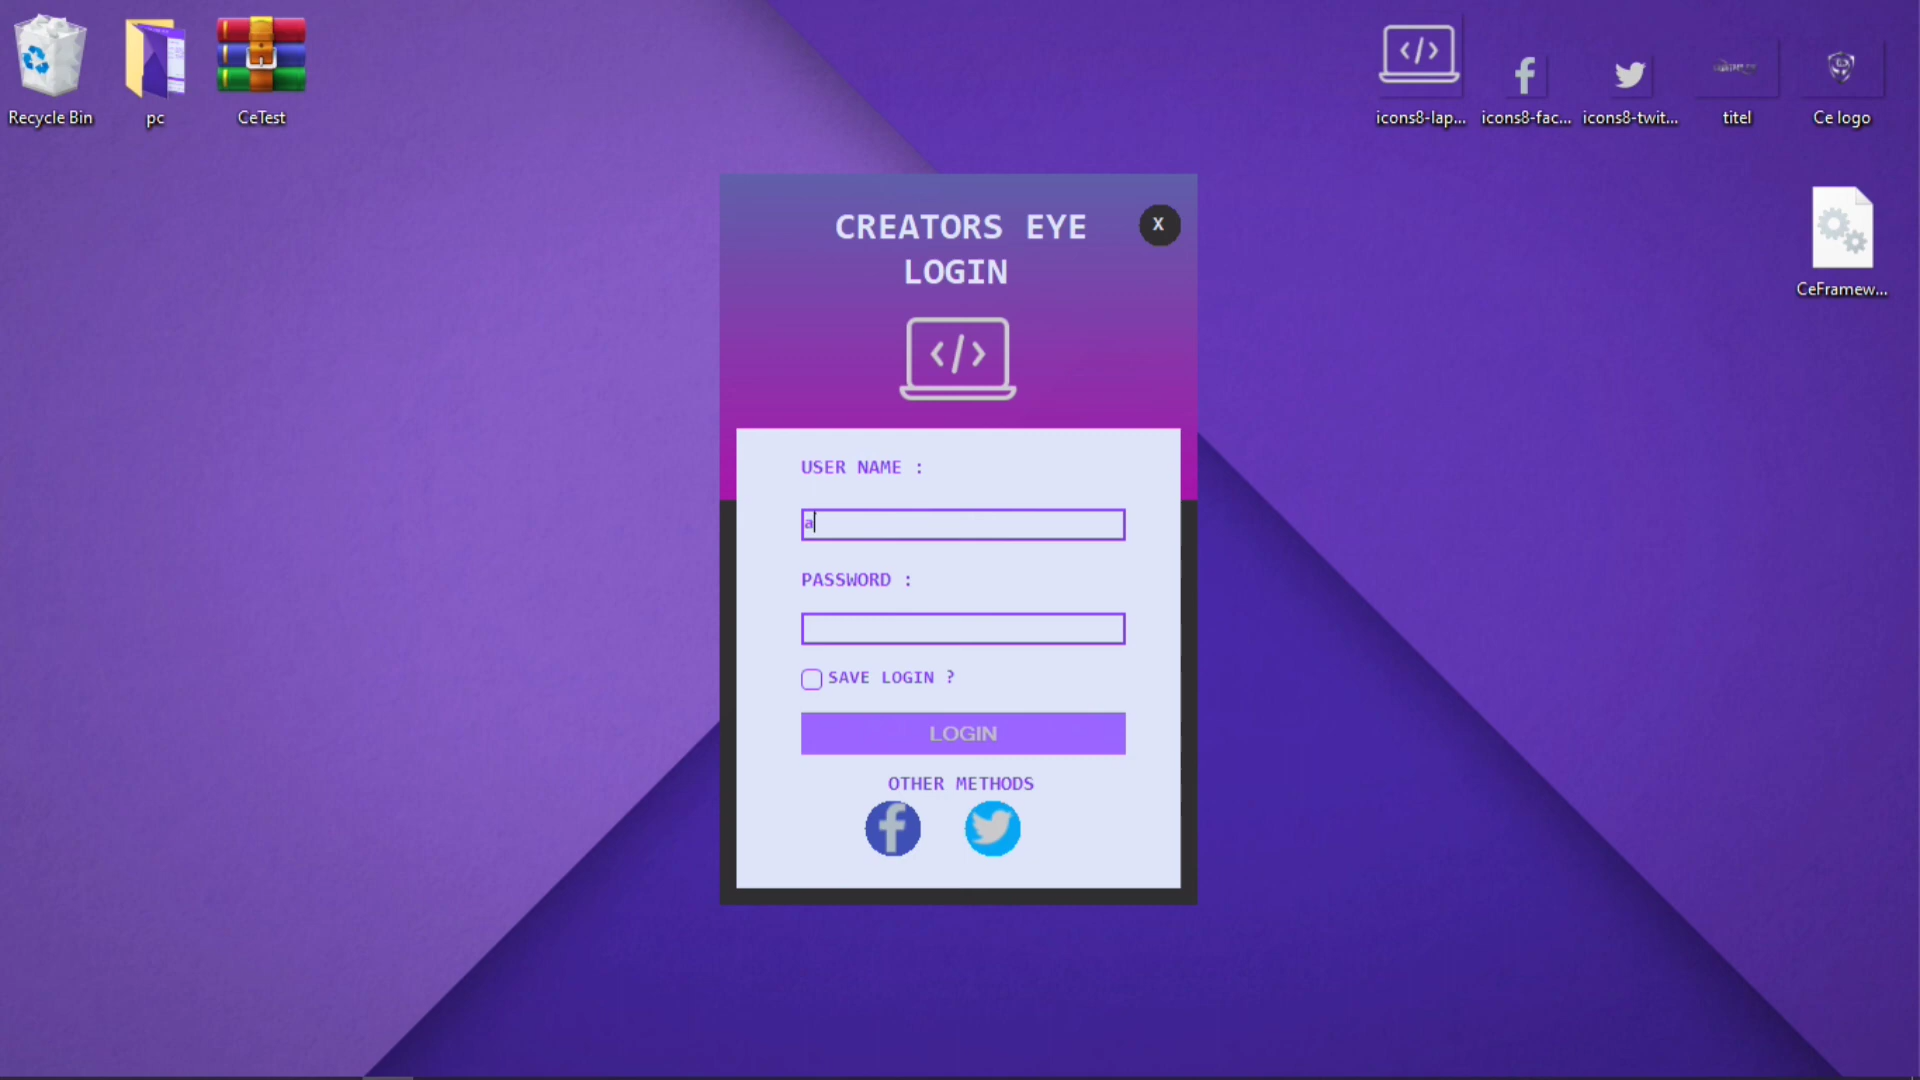 Recycle Bin
pc
CeTest
icons8-lap...
icons8-fac...
icons8-twit...
titel
Ce logo
CeFramew...
CREATORS EYE
LOGIN
X
USER NAME :
a
PASSWORD :
SAVE LOGIN ?
LOGIN
OTHER METHODS